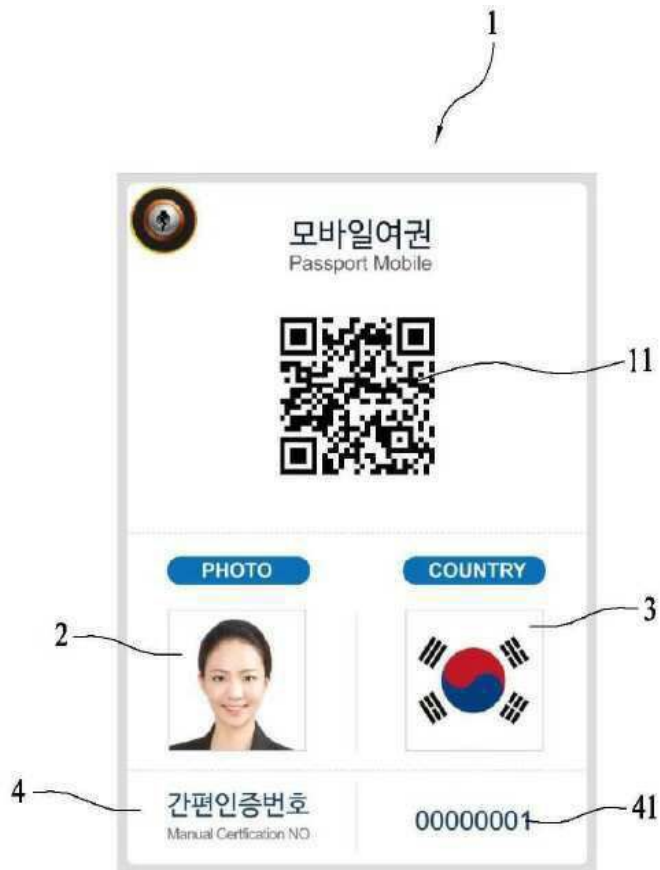 1
모바일여권
Passport Mobile
11
PHOTO
COUNTRY
2
3
4
간편인증번호
Manual Certfication NO
00000001
41